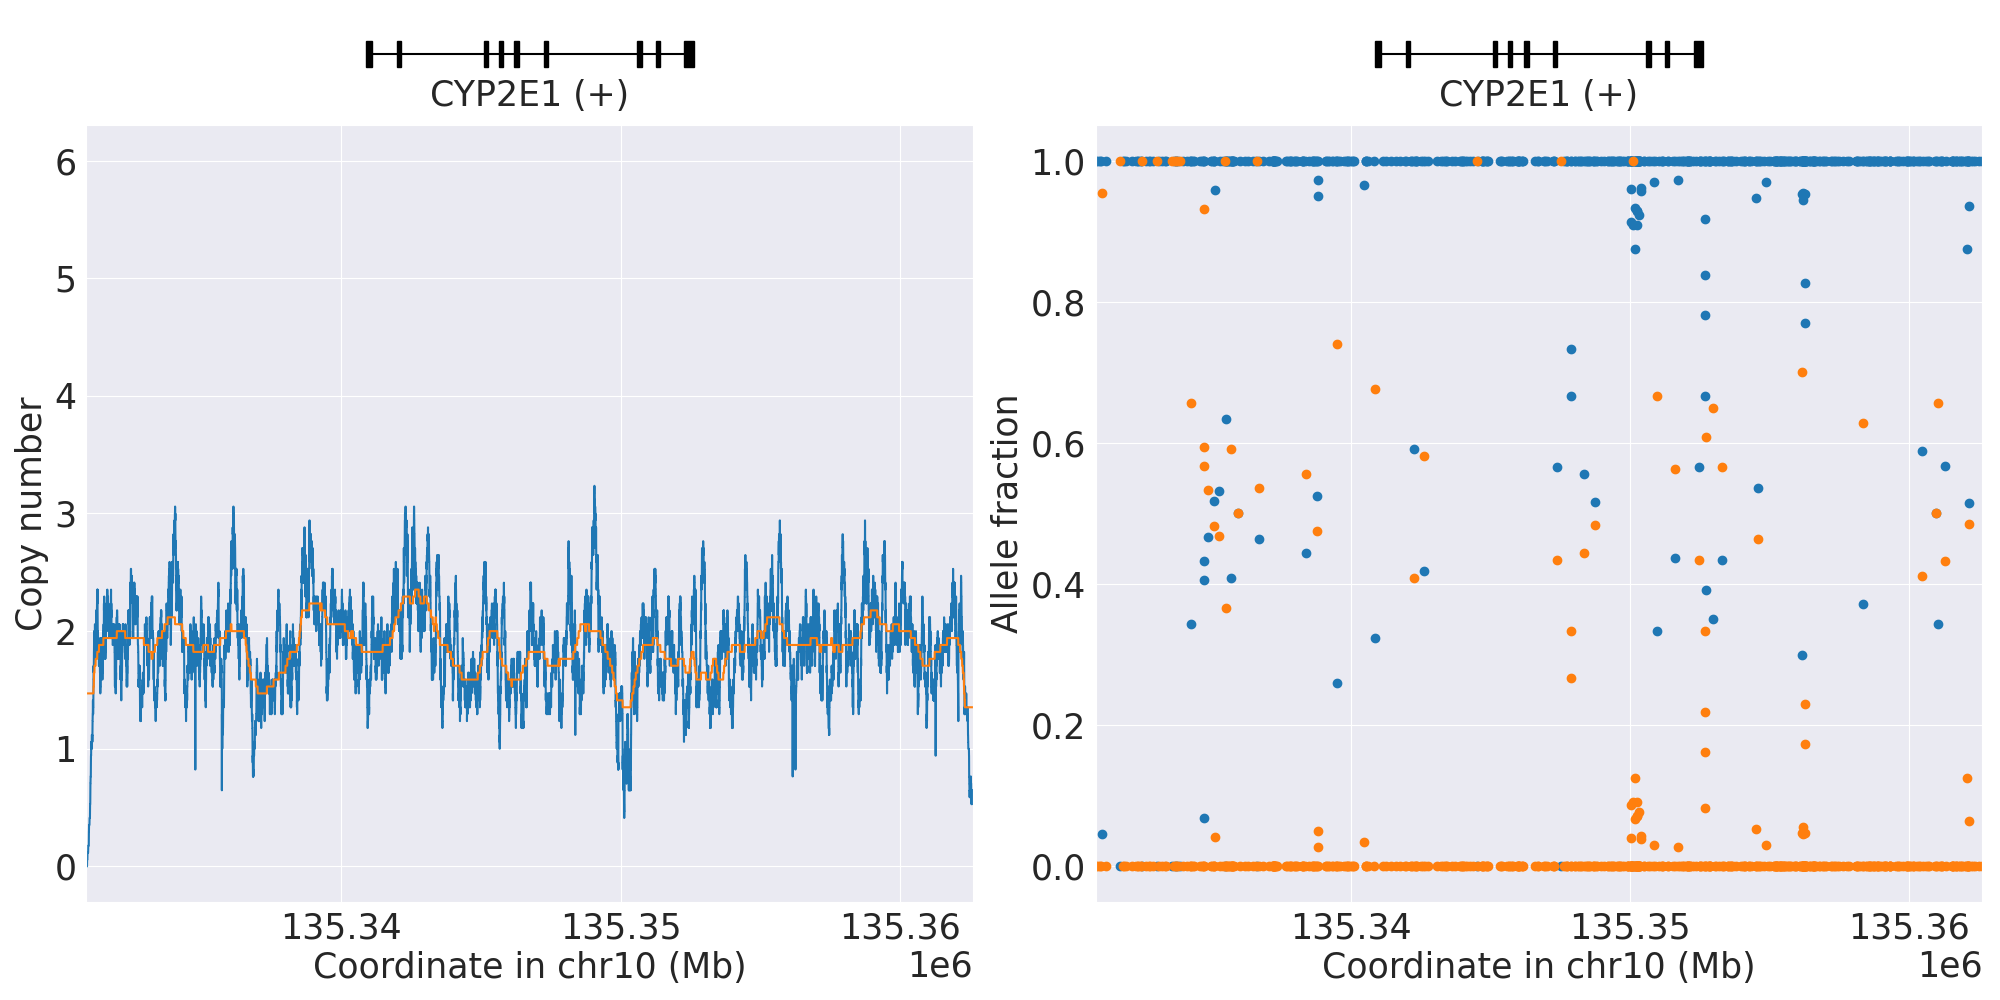 CYP2E1 (+)
6
5
4
3
2
1
0
Copy number
135.34 135.35 135.36
Coordinate in chr10 (Mb)
1e6
CYP2E1 (+)
1.0
0.8
0.6
0.4
0.2
0.0
Allele fraction
135.34 135.35 135.36
Coordinate in chr10 (Mb)
1e6